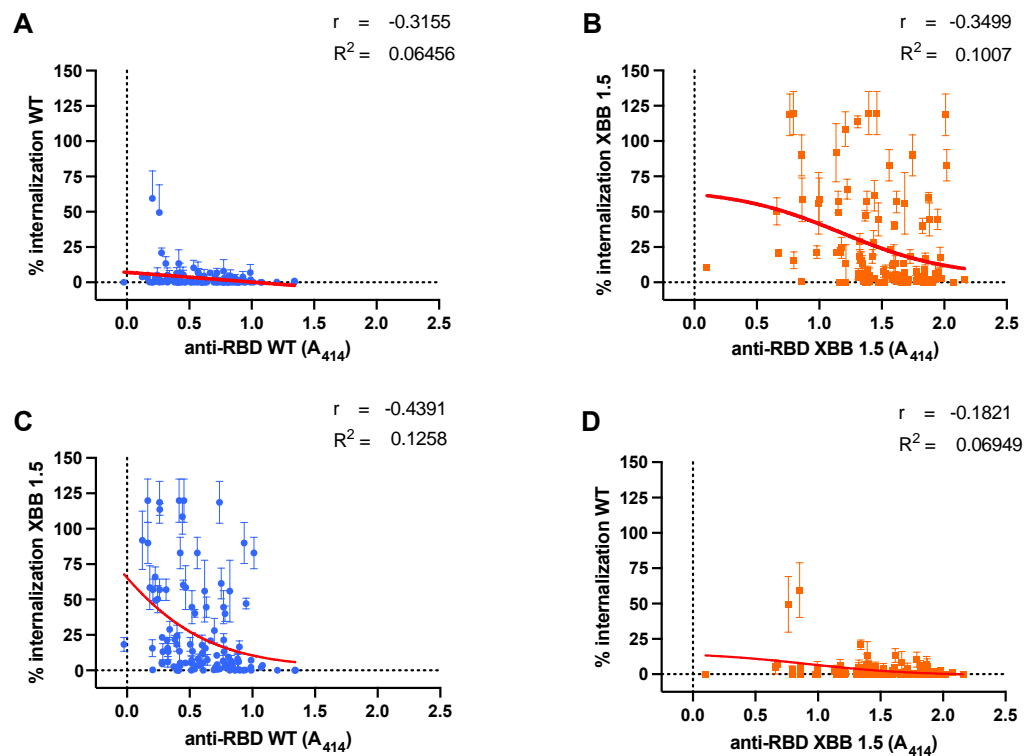 A
r = -0.3155
R² = 0.06456
150
125
100
75
50
25
0
% internalization WT
0.0 0.5 1.0 1.5 2.0 2.5
anti-RBD WT (A₄₁₄)
B
r = -0.3499
R² = 0.1007
150
125
100
75
50
25
0
% internalization XBB 1.5
0.0 0.5 1.0 1.5 2.0 2.5
anti-RBD XBB 1.5 (A₄₁₄)
C
r = -0.4391
R² = 0.1258
150
125
100
75
50
25
0
% internalization XBB 1.5
0.0 0.5 1.0 1.5 2.0 2.5
anti-RBD WT (A₄₁₄)
D
r = -0.1821
R² = 0.06949
150
125
100
75
50
25
0
% internalization WT
0.0 0.5 1.0 1.5 2.0 2.5
anti-RBD XBB 1.5 (A₄₁₄)